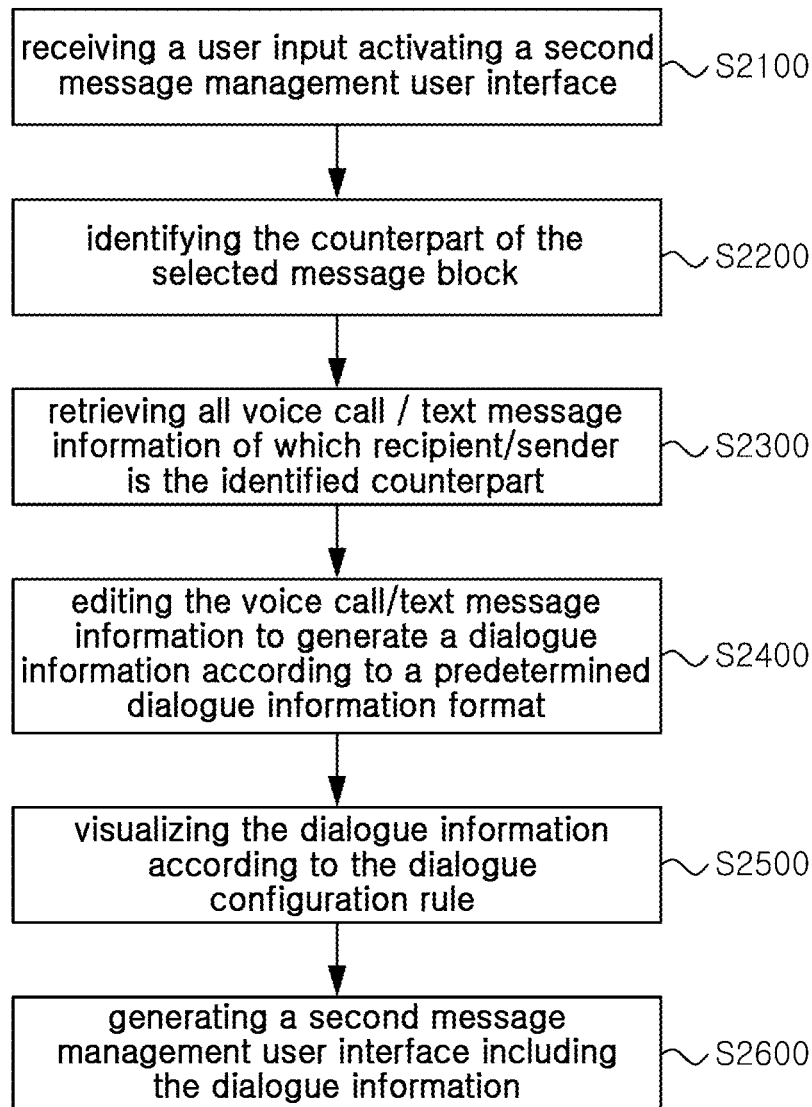 receiving a user input activating a second
message management user interface
S2100
identifying the counterpart of the
selected message block
S2200
retrieving all voice call / text message
information of which recipient/sender
is the identified counterpart
S2300
editing the voice call/text message
information to generate a dialogue
information according to a predetermined
dialogue information format
S2400
visualizing the dialogue information
according to the dialogue
configuration rule
S2500
generating a second message
management user interface including
the dialogue information
S2600